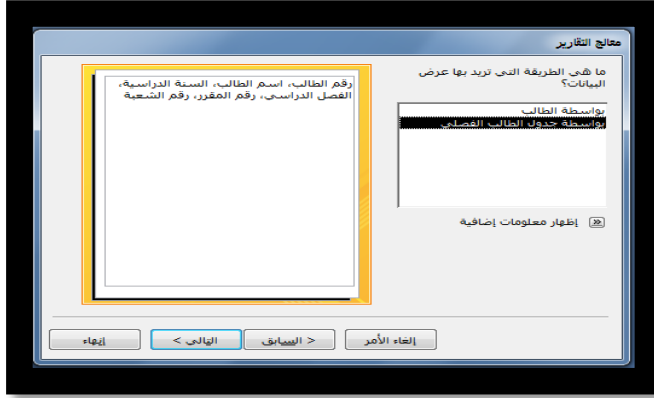 معالج التقارير
ما هي الطريقة التي تريد بها عرض
البيانات؟
بواسطة الطالب
بواسطة جدول الطالب الفصلي
إظهار معلومات إضافية
رقم الطالب، اسم الطالب، السنة الدراسية،
الفصل الدراسي، رقم المقرر، رقم الشعبة
إلغاء الأمر
< السابق
التالي >
إنهاء